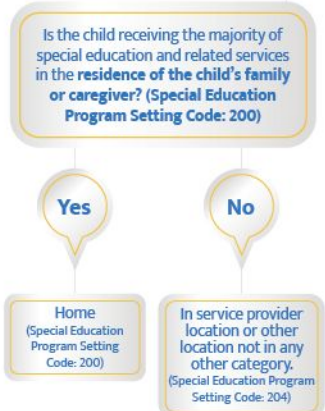 Is the child receiving the majority of
special education and related services
in the residence of the child's family
or caregiver? (Special Education
Program Setting Code: 200)
Yes
No
Home
(Special Education
Program Setting
Code: 200)
In service provider
location or other
location not in any
other category.
(Special Education Program
Setting Code: 204)